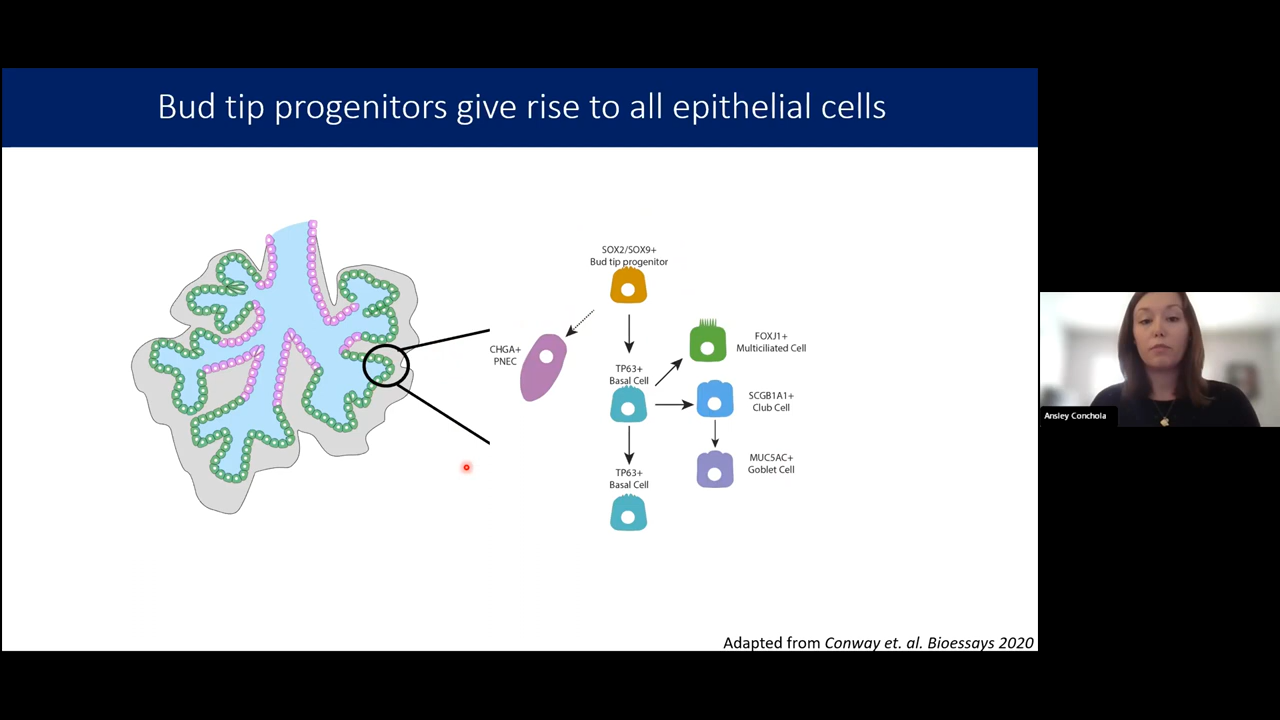 Bud tip progenitors give rise to all epithelial cells
SOX2/SOX9+
Bud tip progenitor
CHGA+
PNEC
FOXJ1+
Multiciliated Cell
TP63+
Basal Cell
SCGB1A1+
Club Cell
MUC5AC+
Goblet Cell
TP63+
Basal Cell
Adapted from Conway et. al. Bioessays 2020
Ansley Conchola